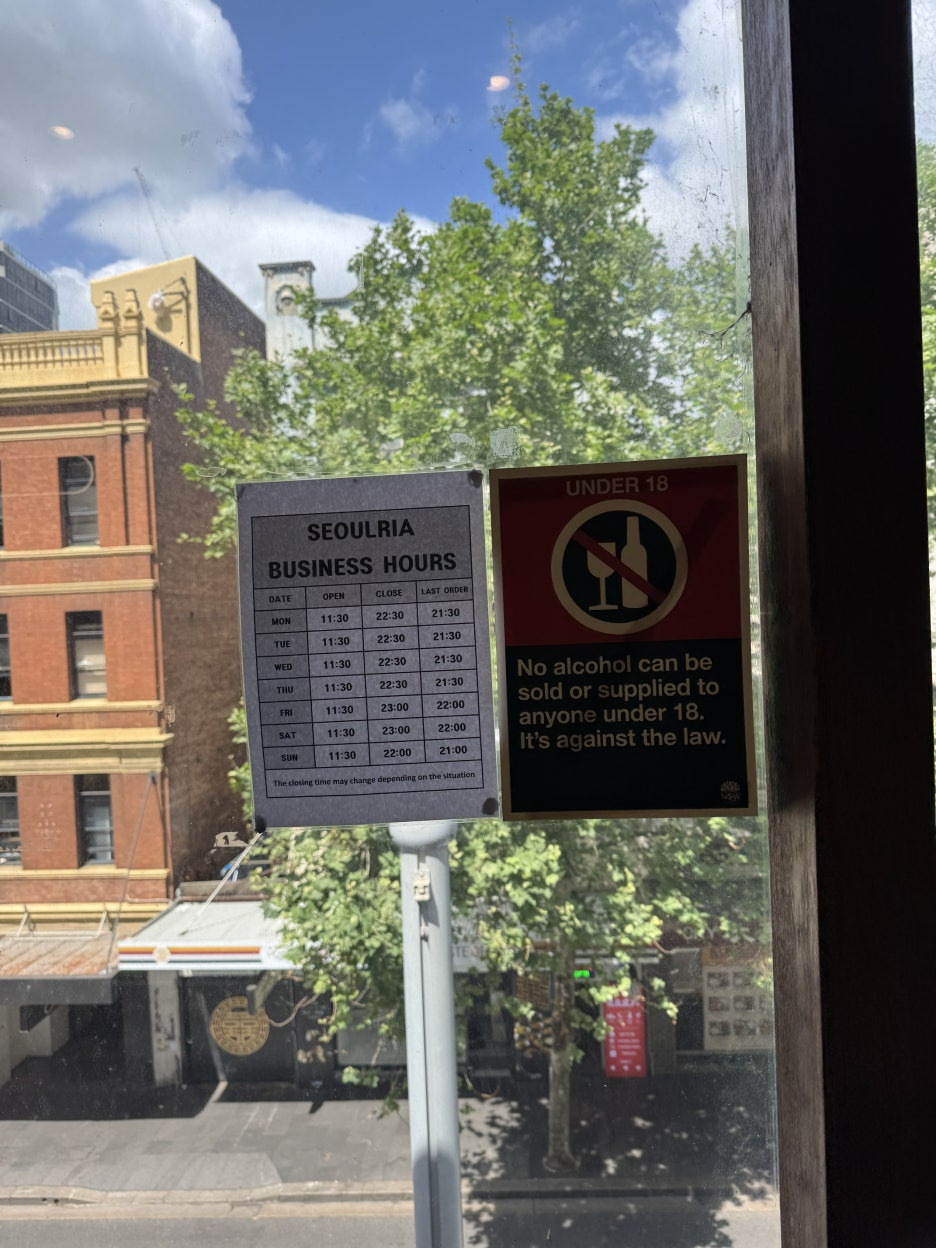 SEOULRIA
BUSINESS HOURS
DATE OPEN CLOSE LAST ORDER
MON 11:30 22:30 21:30
TUE 11:30 22:30 21:30
WED 11:30 22:30 21:30
THU 11:30 22:30 21:30
FRI 11:30 23:00 22:00
SAT 11:30 23:00 22:00
SUN 11:30 22:00 21:00
The closing time may change depending on the situation
UNDER 18
No alcohol can be
sold or supplied to
anyone under 18.
It's against the law.
NSW